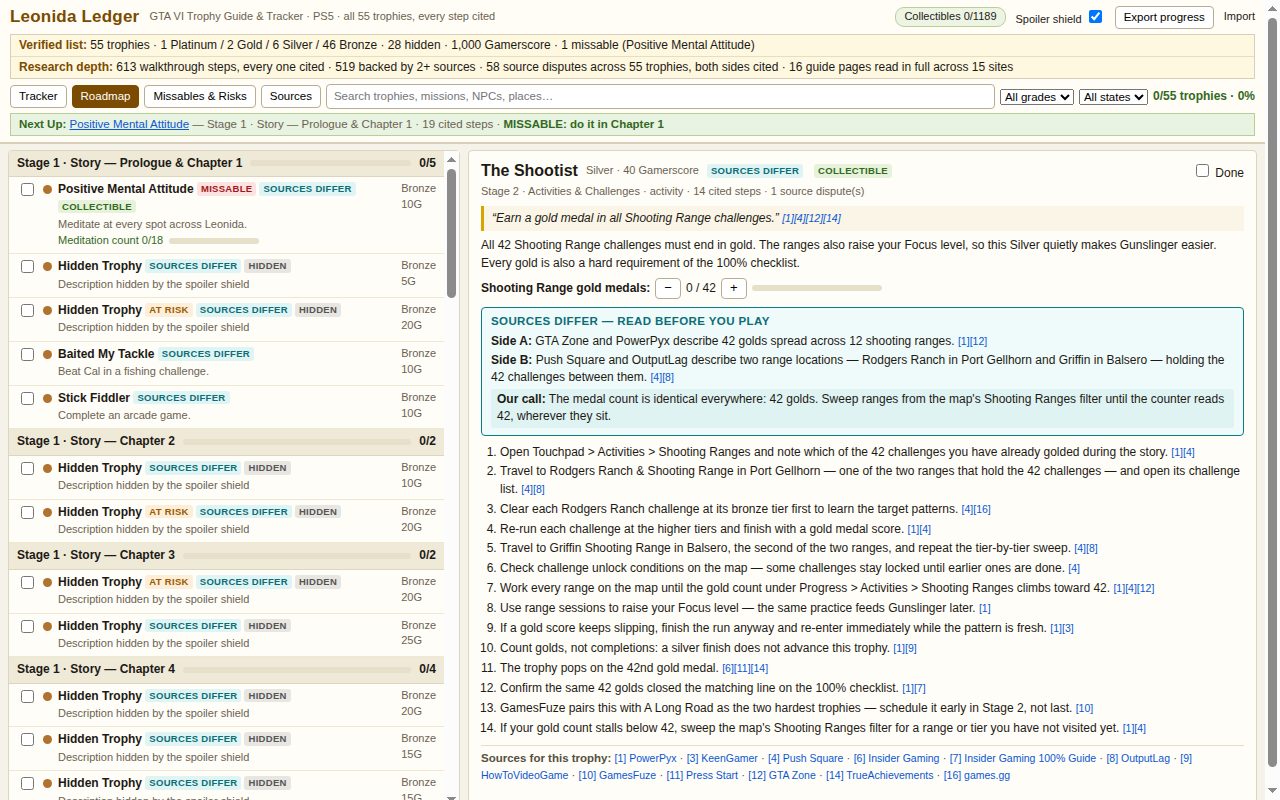 Leonida Ledger GTA VI Trophy Guide & Tracker · PS5 · all 55 trophies, every step cited
Collectibles 0/1189 Spoiler shield Export progress Import
Verified list: 55 trophies · 1 Platinum / 2 Gold / 6 Silver / 46 Bronze · 28 hidden · 1,000 Gamerscore · 1 missable (Positive Mental Attitude)
Research depth: 613 walkthrough steps, every one cited · 519 backed by 2+ sources · 58 source disputes across 55 trophies, both sides cited · 16 guide pages read in full across 15 sites
Tracker Roadmap Missables & Risks Sources Search trophies, missions, NPCs, places… All grades All states 0/55 trophies · 0%
Next Up: Positive Mental Attitude — Stage 1 · Story — Prologue & Chapter 1 · 19 cited steps · MISSABLE: do it in Chapter 1
Stage 1 · Story — Prologue & Chapter 1 0/5
Positive Mental Attitude MISSABLE SOURCES DIFFER COLLECTIBLE Bronze 10G
Meditate at every spot across Leonida.
Meditation count 0/18
Hidden Trophy SOURCES DIFFER HIDDEN Bronze 5G
Description hidden by the spoiler shield
Hidden Trophy AT RISK SOURCES DIFFER HIDDEN Bronze 20G
Description hidden by the spoiler shield
Baited My Tackle SOURCES DIFFER Bronze 10G
Beat Cal in a fishing challenge.
Stick Fiddler SOURCES DIFFER Bronze 10G
Complete an arcade game.
Stage 1 · Story — Chapter 2 0/2
Hidden Trophy SOURCES DIFFER HIDDEN Bronze 10G
Description hidden by the spoiler shield
Hidden Trophy AT RISK SOURCES DIFFER HIDDEN Bronze 20G
Description hidden by the spoiler shield
Stage 1 · Story — Chapter 3 0/2
Hidden Trophy AT RISK SOURCES DIFFER HIDDEN Bronze 20G
Description hidden by the spoiler shield
Hidden Trophy SOURCES DIFFER HIDDEN Bronze 25G
Description hidden by the spoiler shield
Stage 1 · Story — Chapter 4 0/4
Hidden Trophy SOURCES DIFFER HIDDEN Bronze 20G
Description hidden by the spoiler shield
Hidden Trophy SOURCES DIFFER HIDDEN Bronze 15G
Description hidden by the spoiler shield
Hidden Trophy SOURCES DIFFER HIDDEN Bronze 15G
Description hidden by the spoiler shield
The Shootist Silver · 40 Gamerscore SOURCES DIFFER COLLECTIBLE Done
Stage 2 · Activities & Challenges · activity · 14 cited steps · 1 source dispute(s)
“Earn a gold medal in all Shooting Range challenges.” [1][4][12][14]
All 42 Shooting Range challenges must end in gold. The ranges also raise your Focus level, so this Silver quietly makes Gunslinger easier.
Every gold is also a hard requirement of the 100% checklist.
Shooting Range gold medals: − 0 / 42 +
SOURCES DIFFER — READ BEFORE YOU PLAY
Side A: GTA Zone and PowerPyx describe 42 golds spread across 12 shooting ranges. [1][12]
Side B: Push Square and OutputLag describe two range locations — Rodgers Ranch in Port Gellhorn and Griffin in Balsero — holding the
42 challenges between them. [4][8]
Our call: The medal count is identical everywhere: 42 golds. Sweep ranges from the map's Shooting Ranges filter until the counter reads
42, wherever they sit.
1. Open Touchpad > Activities > Shooting Ranges and note which of the 42 challenges you have already golded during the story. [1][4]
2. Travel to Rodgers Ranch & Shooting Range in Port Gellhorn — one of the two ranges that hold the 42 challenges — and open its challenge
list. [4][8]
3. Clear each Rodgers Ranch challenge at its bronze tier first to learn the target patterns. [4][16]
4. Re-run each challenge at the higher tiers and finish with a gold medal score. [1][4]
5. Travel to Griffin Shooting Range in Balsero, the second of the two ranges, and repeat the tier-by-tier sweep. [4][8]
6. Check challenge unlock conditions on the map — some challenges stay locked until earlier ones are done. [4]
7. Work every range on the map until the gold count under Progress > Activities > Shooting Ranges climbs toward 42. [1][4][12]
8. Use range sessions to raise your Focus level — the same practice feeds Gunslinger later. [1]
9. If a gold score keeps slipping, finish the run anyway and re-enter immediately while the pattern is fresh. [1][3]
10. Count golds, not completions: a silver finish does not advance this trophy. [1][9]
11. The trophy pops on the 42nd gold medal. [6][11][14]
12. Confirm the same 42 golds closed the matching line on the 100% checklist. [1][7]
13. GamesFuze pairs this with A Long Road as the two hardest trophies — schedule it early in Stage 2, not last. [10]
14. If your gold count stalls below 42, sweep the map's Shooting Ranges filter for a range or tier you have not visited yet. [1][4]
Sources for this trophy: [1] PowerPyx · [3] KeenGamer · [4] Push Square · [6] Insider Gaming · [7] Insider Gaming 100% Guide · [8] OutputLag · [9]
HowToVideoGame · [10] GamesFuze · [11] Press Start · [12] GTA Zone · [14] TrueAchievements · [16] games.gg